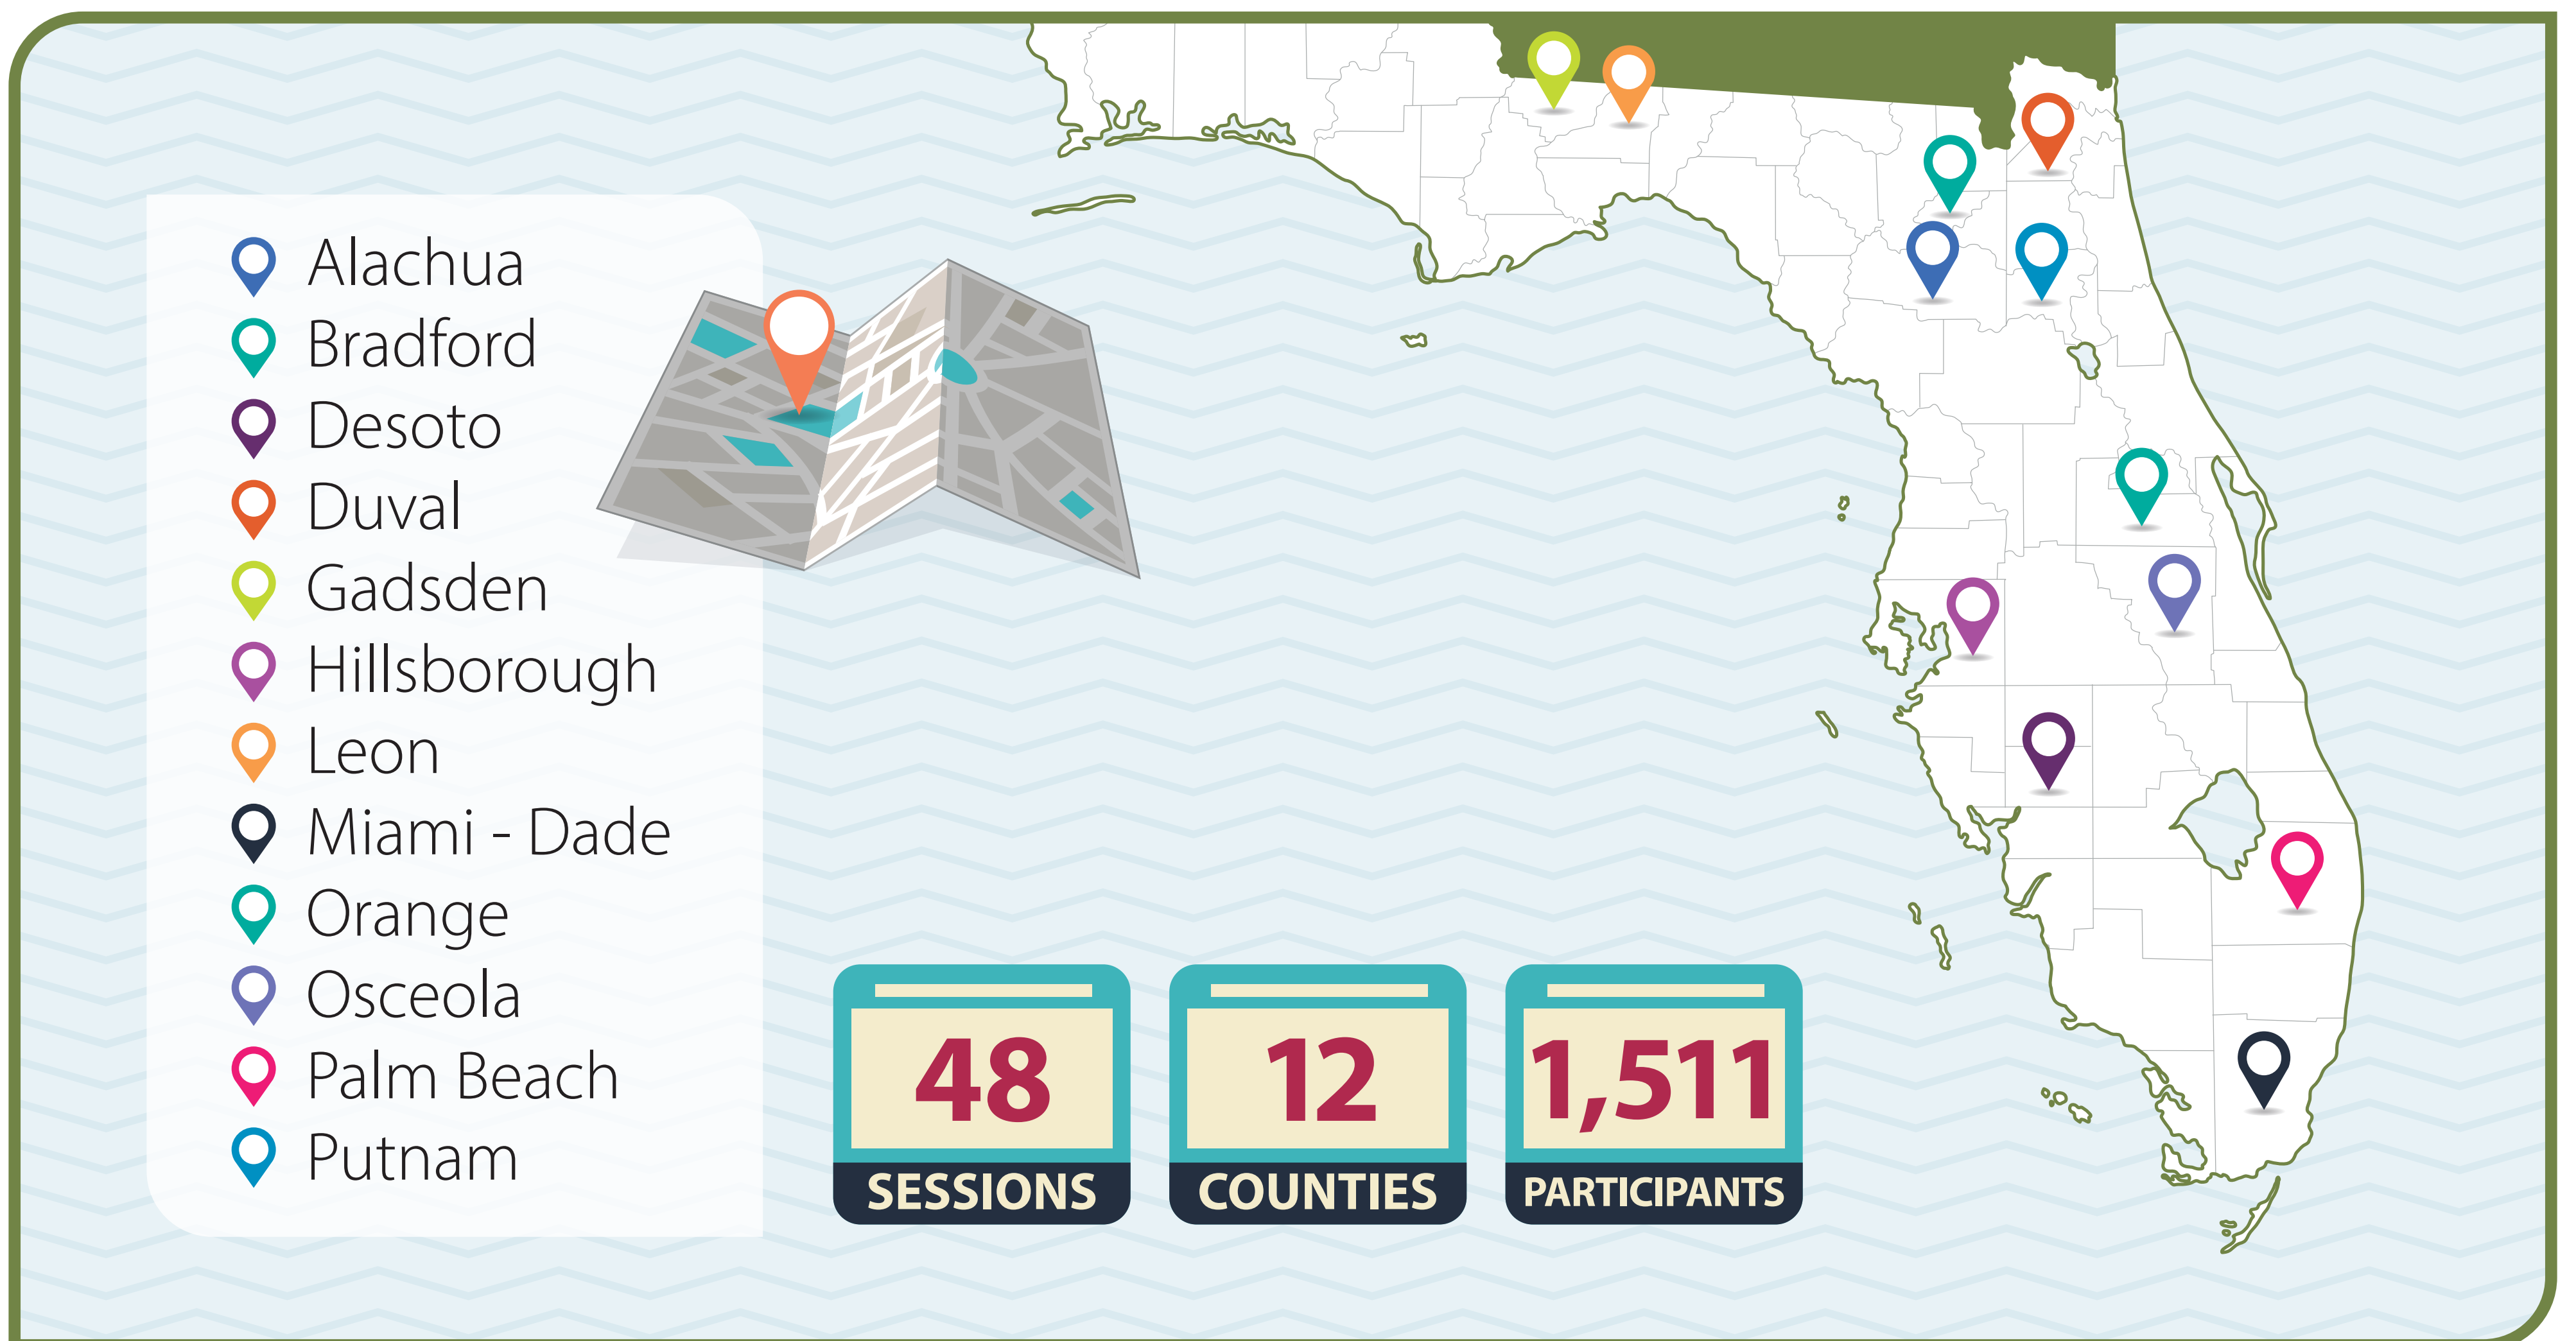 Alachua
Bradford
Desoto
Duval
Gadsden
Hillsborough
Leon
Miami - Dade
Orange
Osceola
Palm Beach
Putnam
48
SESSIONS
12
COUNTIES
1,511
PARTICIPANTS